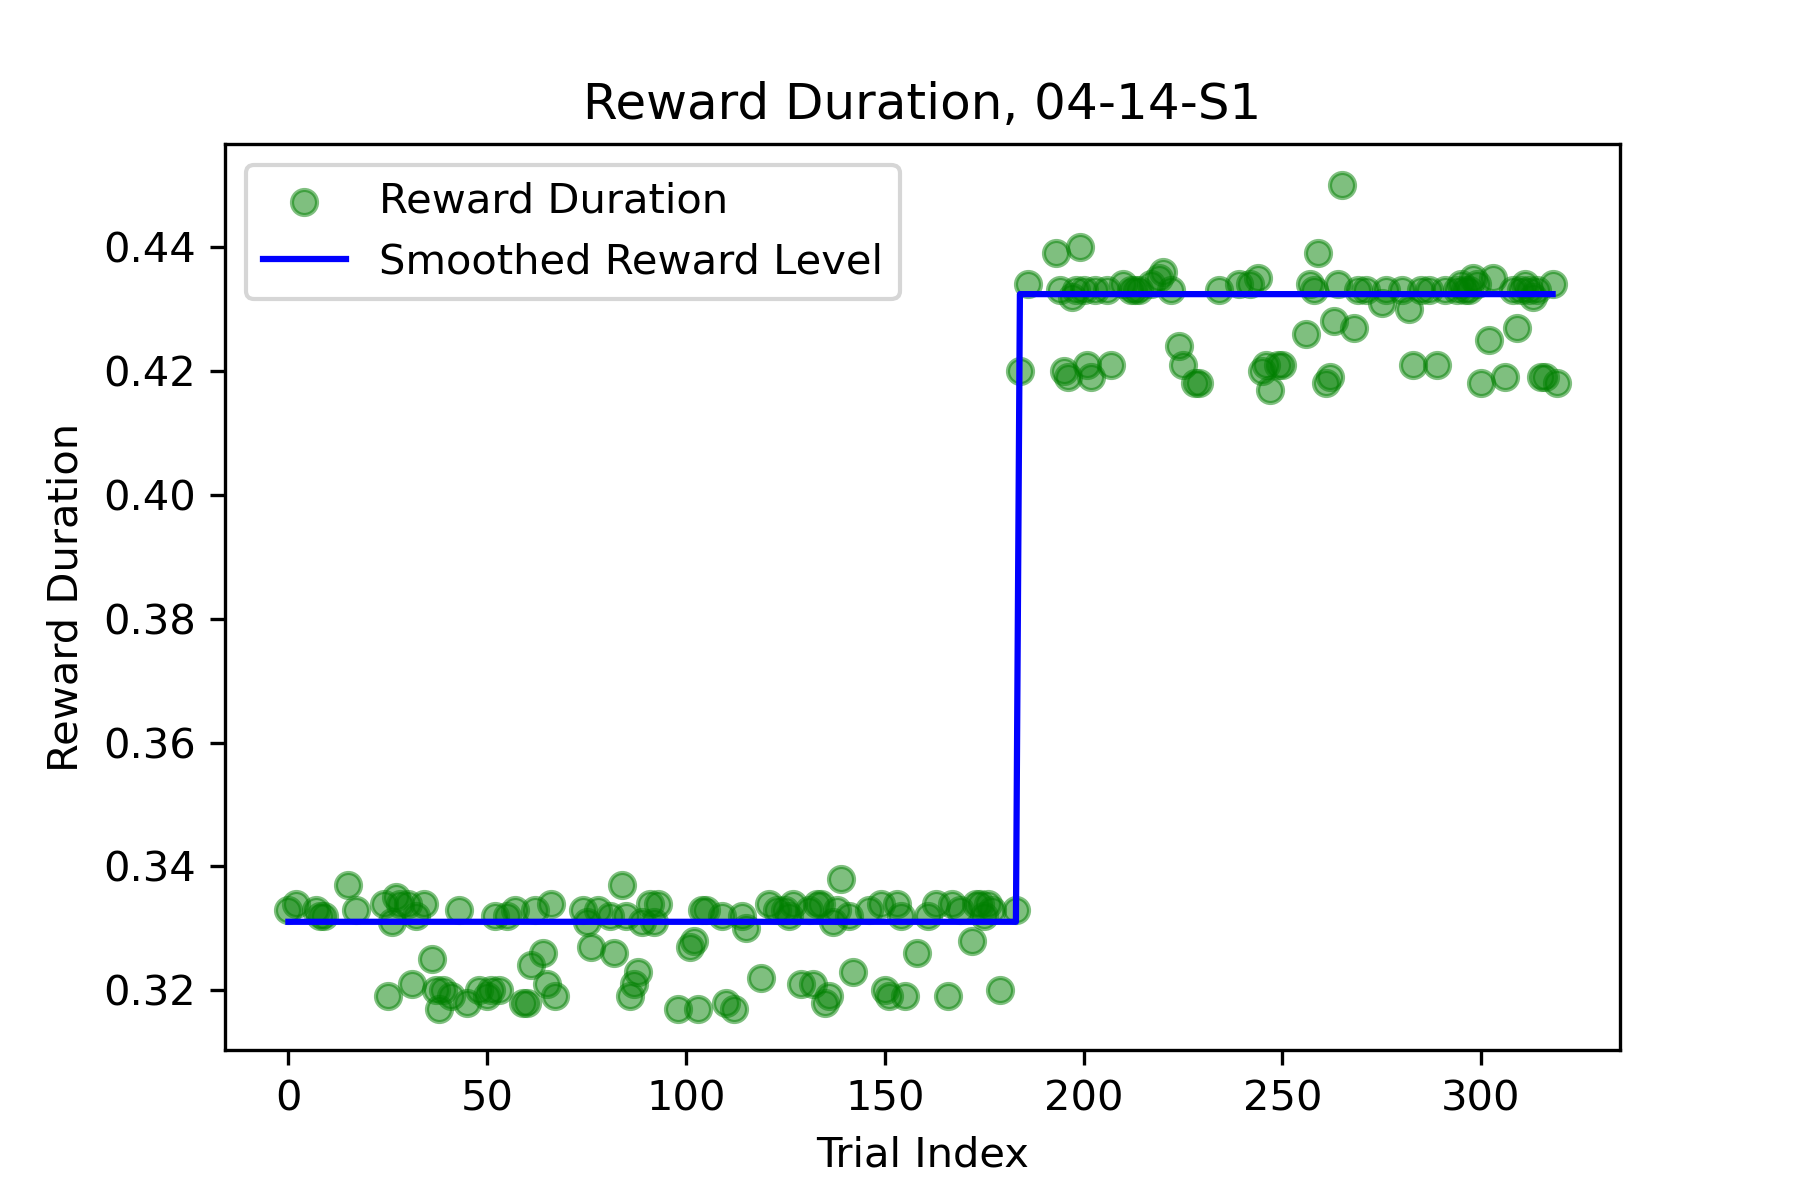 Reward Duration, 04-14-S1
Reward Duration
Smoothed Reward Level
0.44
0.42
0.40
0.38
0.36
0.34
0.32
Reward Duration
0 50 100 150 200 250 300
Trial Index